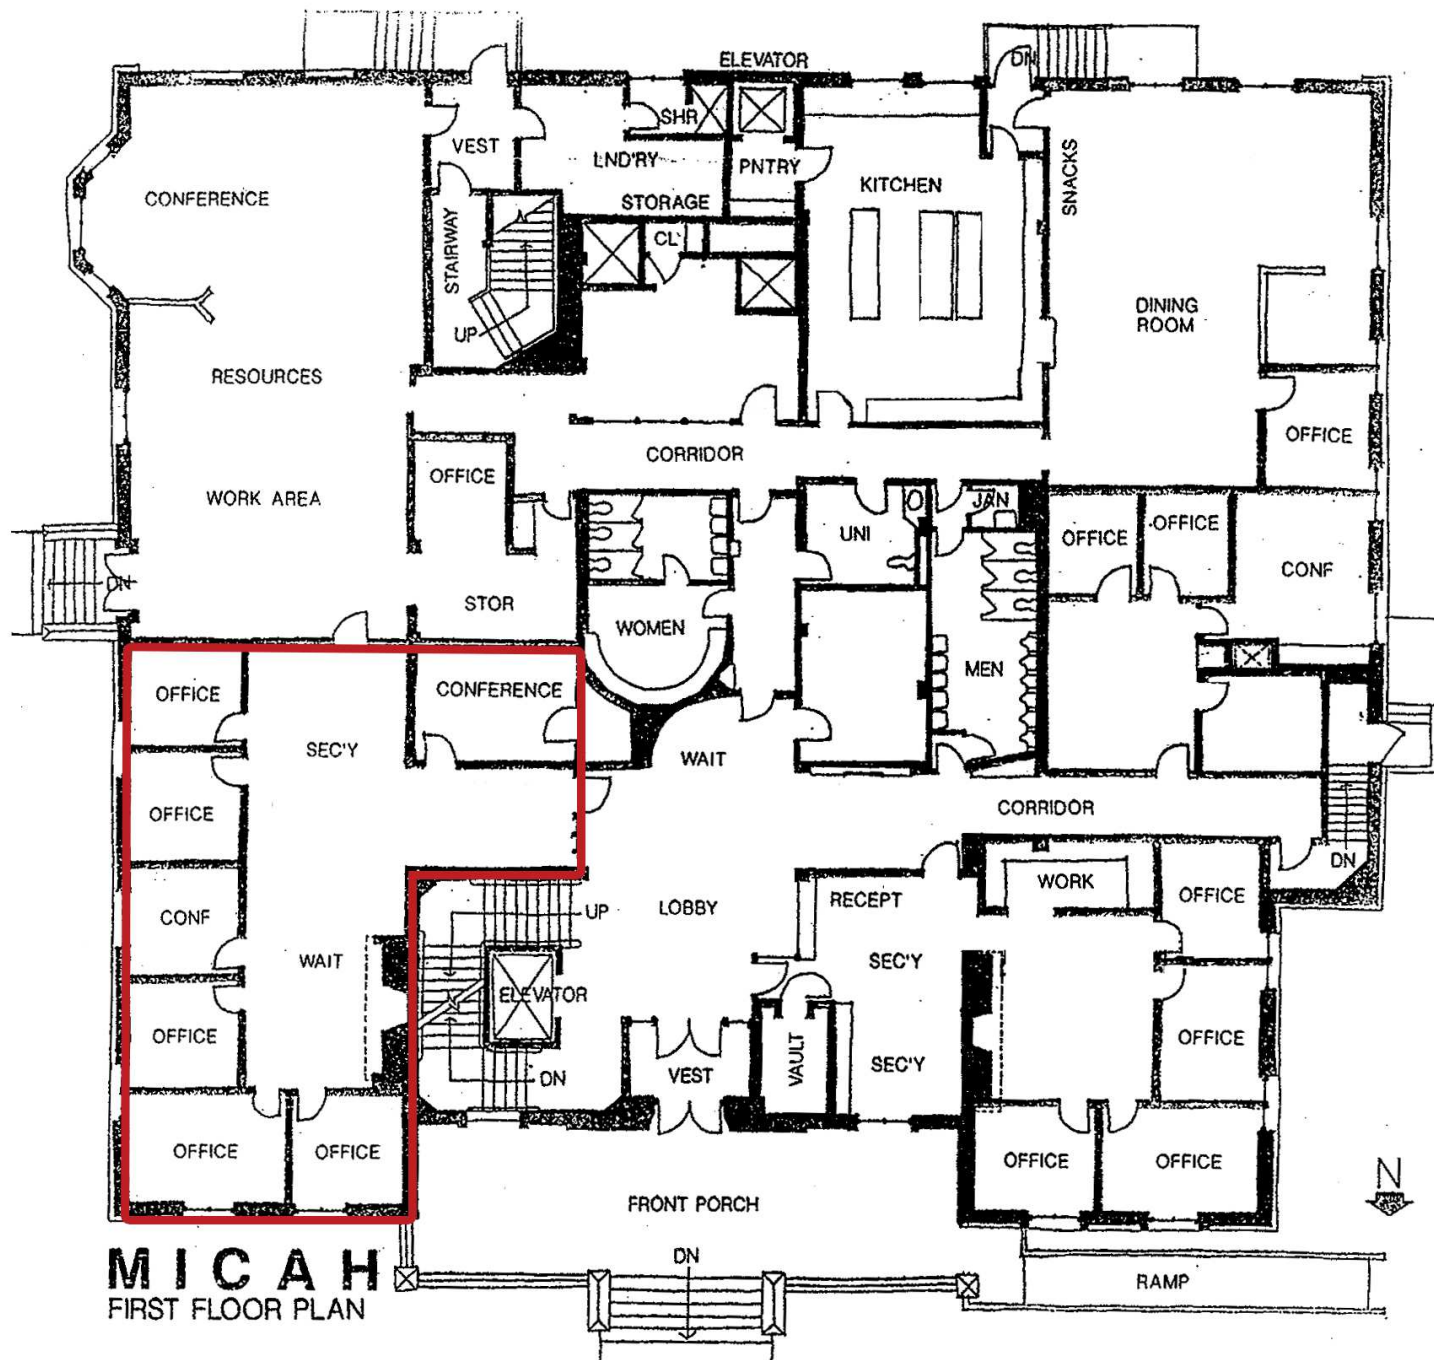 ELEVATOR
DN
SHR
VEST
LND'RY
PNTRY
SNACKS
KITCHEN
CONFERENCE
STORAGE
CL
STAIRWAY
UP
DINING
ROOM
RESOURCES
OFFICE
CORRIDOR
OFFICE
WORK AREA
JAN
UNI
OFFICE
OFFICE
DN
CONF
STOR
WOMEN
MEN
OFFICE
CONFERENCE
SEC'Y
WAIT
OFFICE
CORRIDOR
DN
WORK
OFFICE
RECEPT
UP
LOBBY
CONF
WAIT
SEC'Y
ELEVATOR
OFFICE
OFFICE
VAULT
SEC'Y
VEST
DN
OFFICE
OFFICE
OFFICE
OFFICE
N
FRONT PORCH
MICAH
FIRST FLOOR PLAN
DN
RAMP